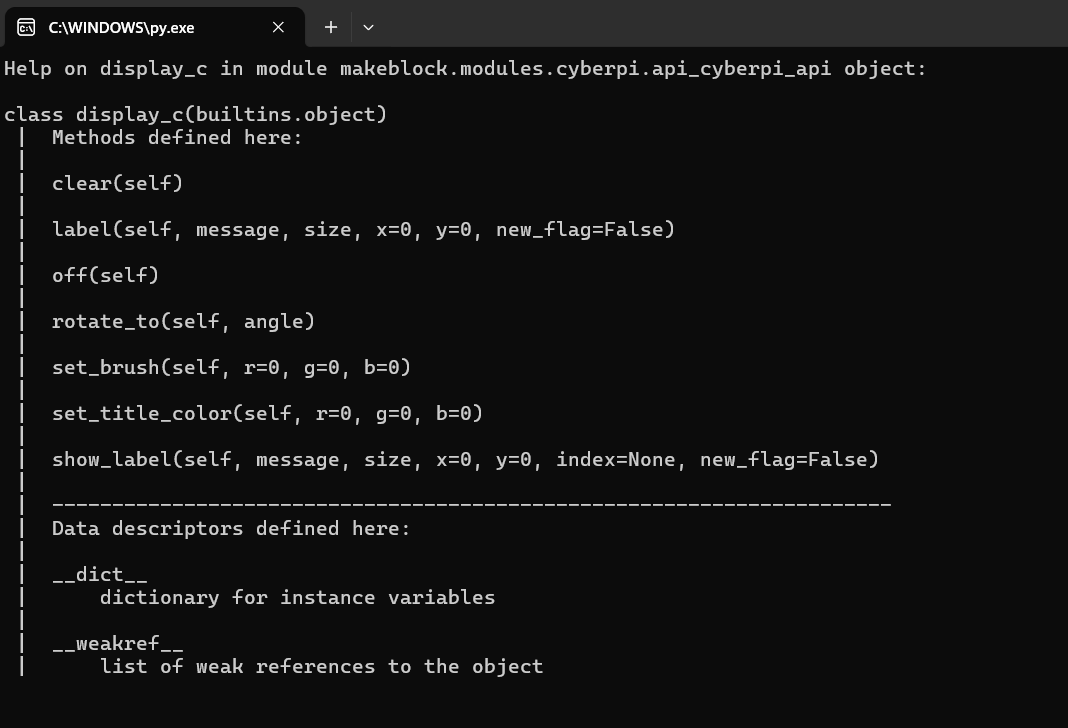 C:\WINDOWS\py.exe
Help on display_c in module makeblock.modules.cyberpi.api_cyberpi_api object:
class display_c(builtins.object)
 |  Methods defined here:
 |
 |  clear(self)
 |
 |  label(self, message, size, x=0, y=0, new_flag=False)
 |
 |  off(self)
 |
 |  rotate_to(self, angle)
 |
 |  set_brush(self, r=0, g=0, b=0)
 |
 |  set_title_color(self, r=0, g=0, b=0)
 |
 |  show_label(self, message, size, x=0, y=0, index=None, new_flag=False)
 |
 |  ----------------------------------------------------------------------
 |  Data descriptors defined here:
 |
 |  __dict__
 |      dictionary for instance variables
 |
 |  __weakref__
 |      list of weak references to the object